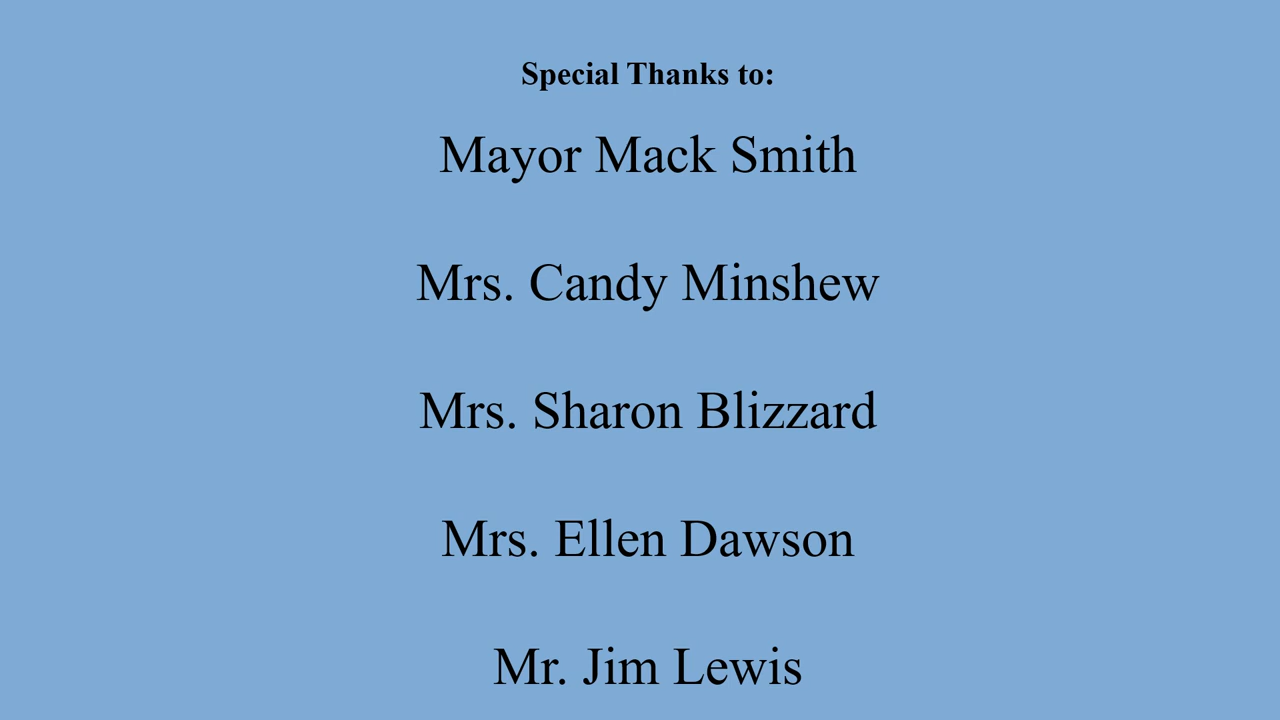 Special Thanks to:
Mayor Mack Smith
Mrs. Candy Minshew
Mrs. Sharon Blizzard
Mrs. Ellen Dawson
Mr. Jim Lewis